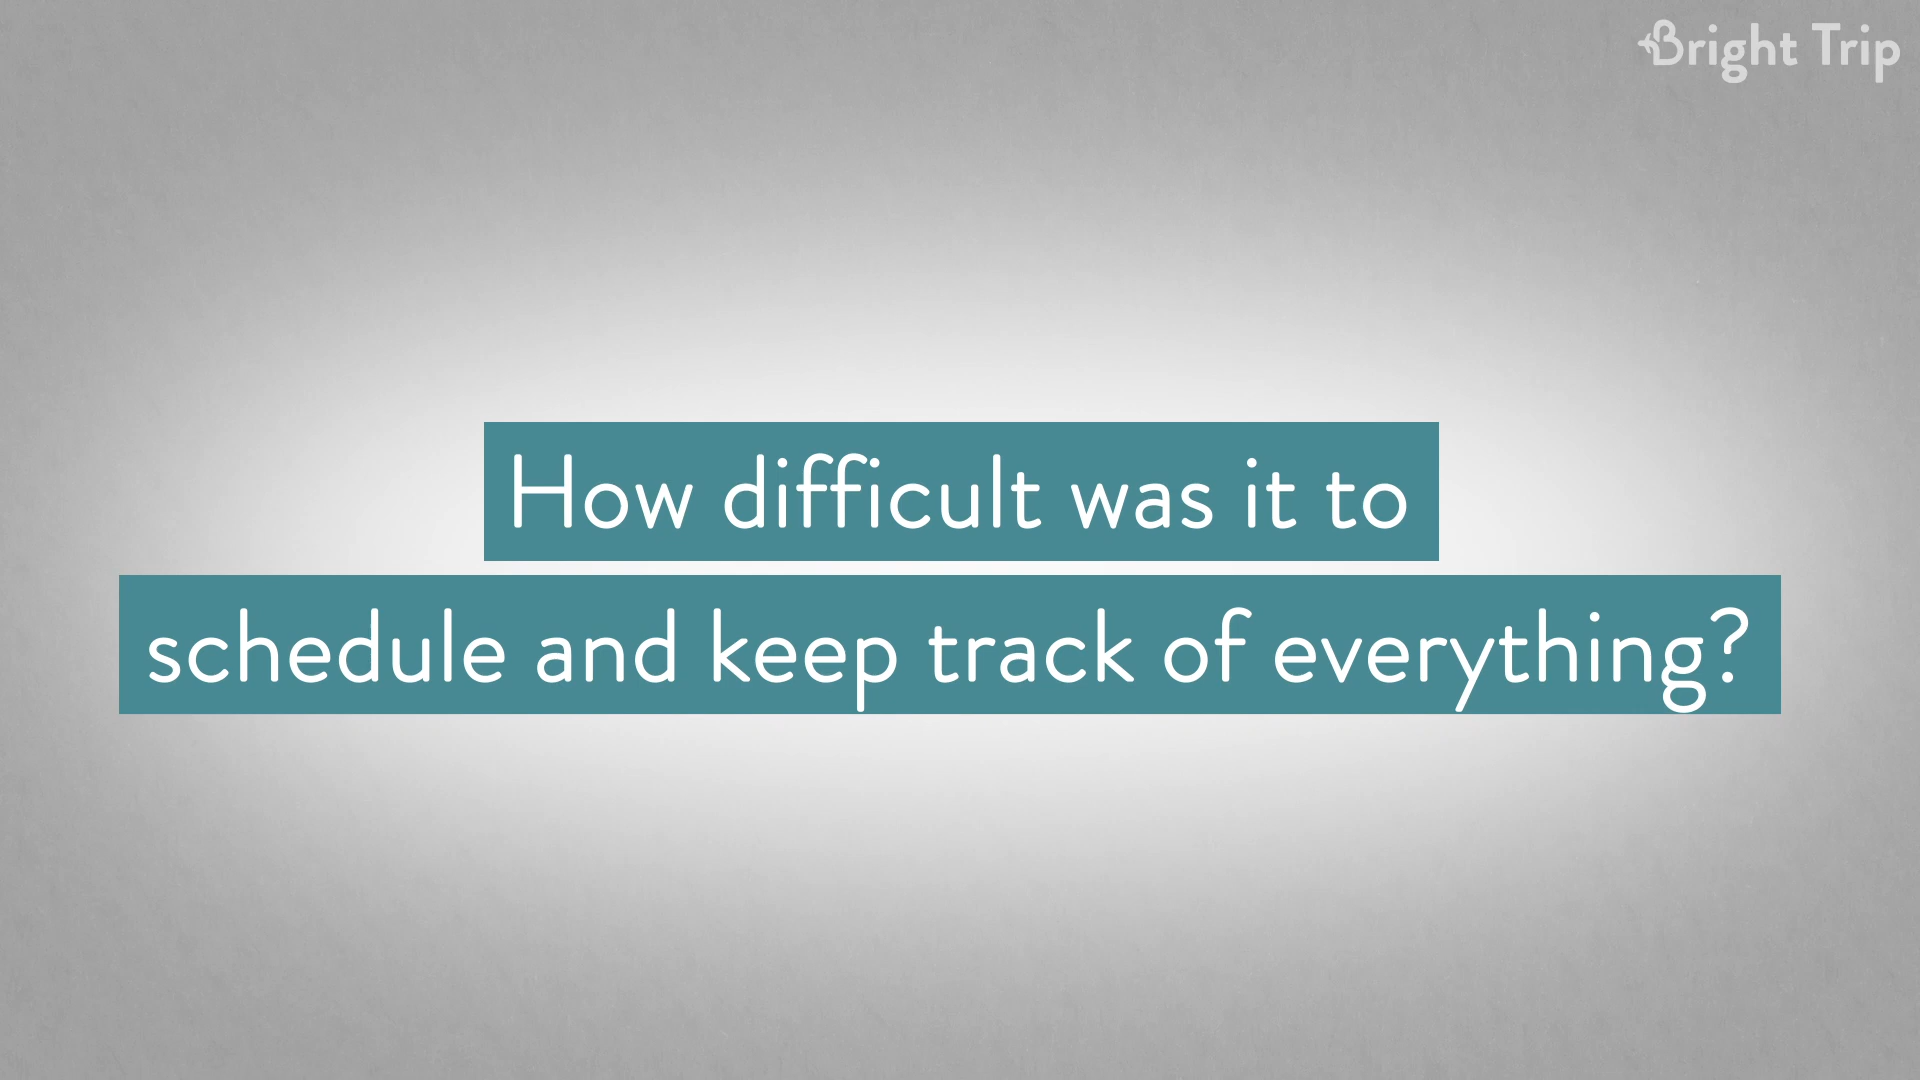 Bright Trip
How difficult was it to
schedule and keep track of everything?